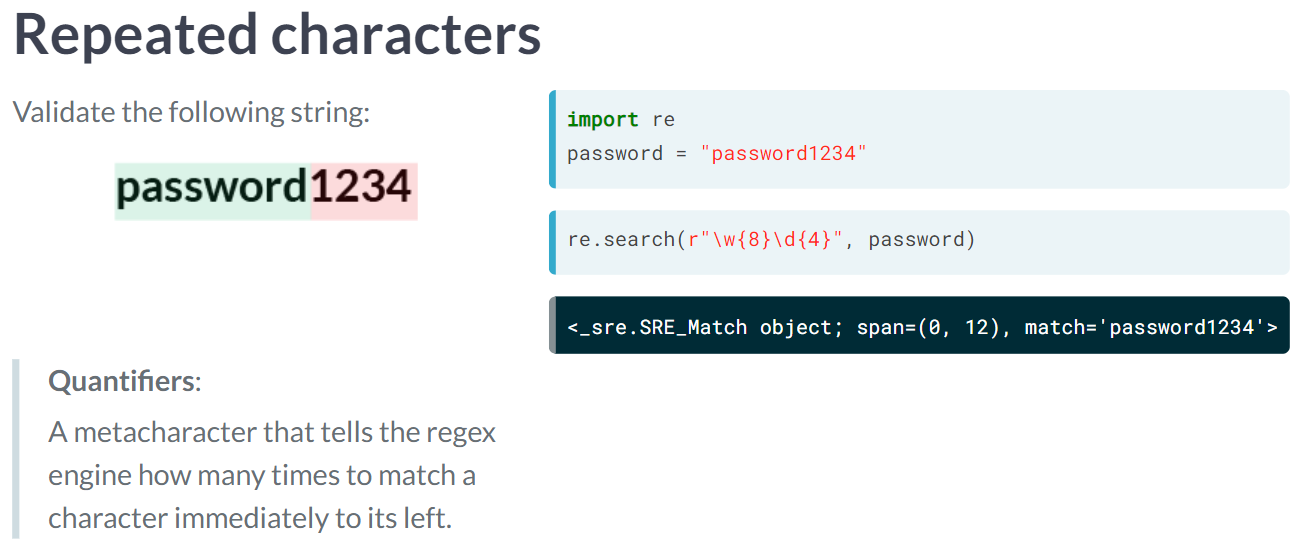 Repeated characters
Validate the following string:
password1234
Quantifiers:
A metacharacter that tells the regex
engine how many times to match a
character immediately to its left.
import re
password = "password1234"
re.search(r"\w{8}\d{4}", password)
<_sre.SRE_Match object; span=(0, 12), match='password1234'>